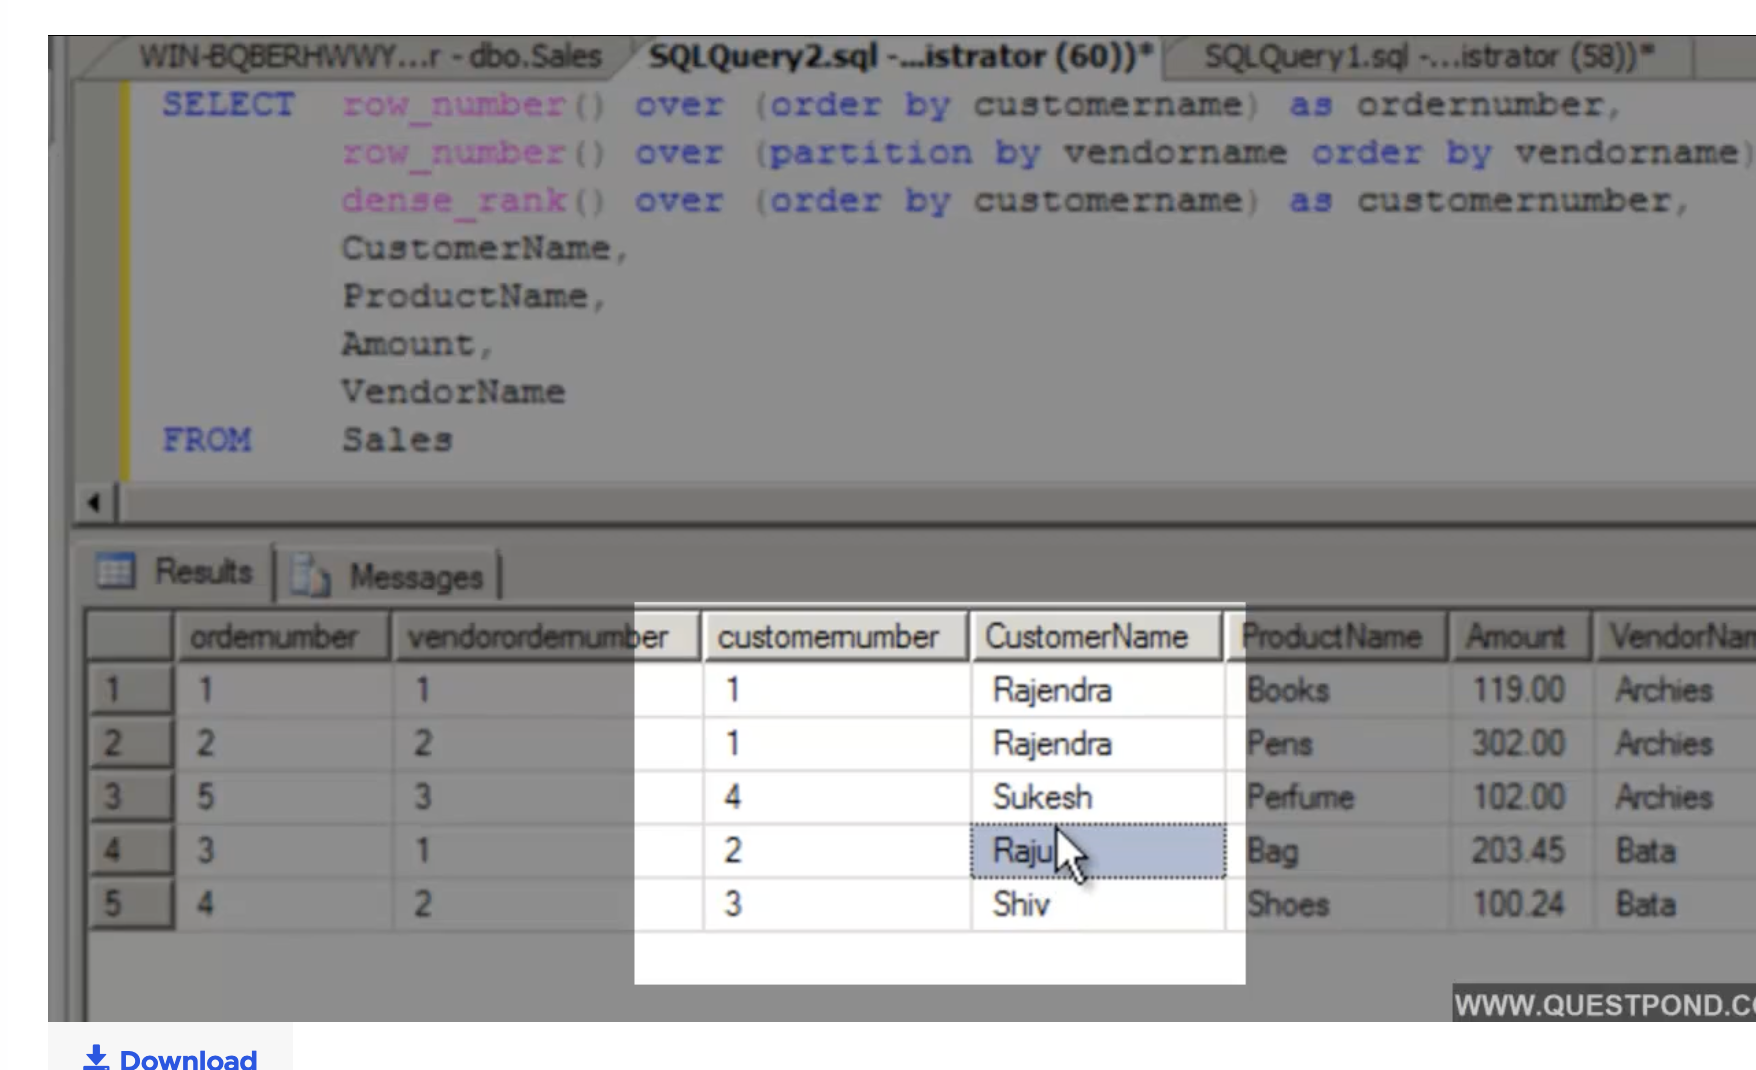 WIN-BQBERHWWY...r - dbo.Sales SQLQuery2.sql -...istrator (60))* SQLQuery1.sql -...istrator (58))*
SELECT row_number() over (order by customername) as ordernumber,
row_number() over (partition by vendorname order by vendorname)
dense_rank() over (order by customername) as customernumber,
CustomerName,
ProductName,
Amount,
VendorName
FROM Sales
Results Messages
ordernumber vendorordernumber customernumber CustomerName ProductName Amount VendorNam
1 1 1 1 Rajendra Books 119.00 Archies
2 2 2 1 Rajendra Pens 302.00 Archies
3 5 3 4 Sukesh Perfume 102.00 Archies
4 3 1 2 Raju Bag 203.45 Bata
5 4 2 3 Shiv Shoes 100.24 Bata
WWW.QUESTPOND.CO
Download